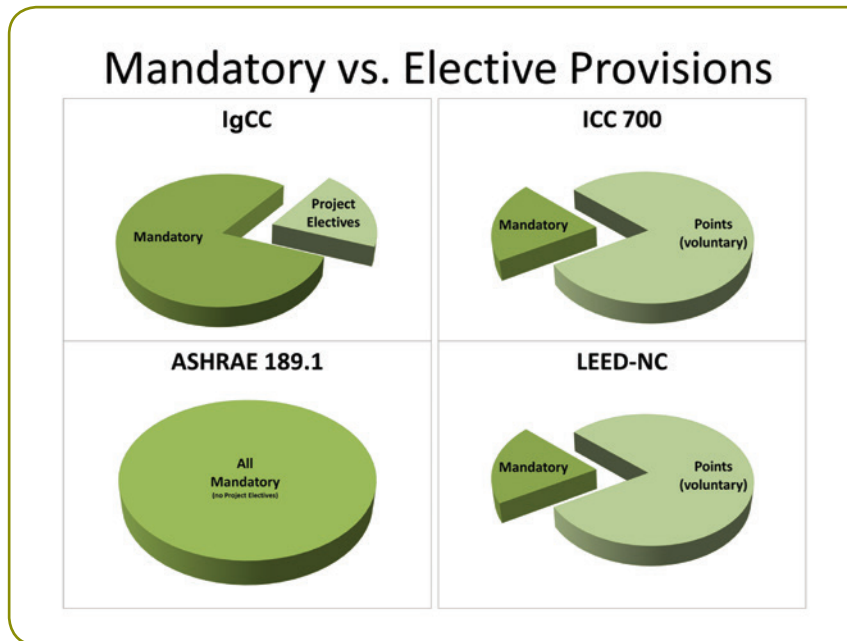 Mandatory vs. Elective Provisions
IgCC
Mandatory
Project
Electives
ICC 700
Mandatory
Points
(voluntary)
ASHRAE 189.1
All
Mandatory
(no Project Electives)
LEED-NC
Mandatory
Points
(voluntary)